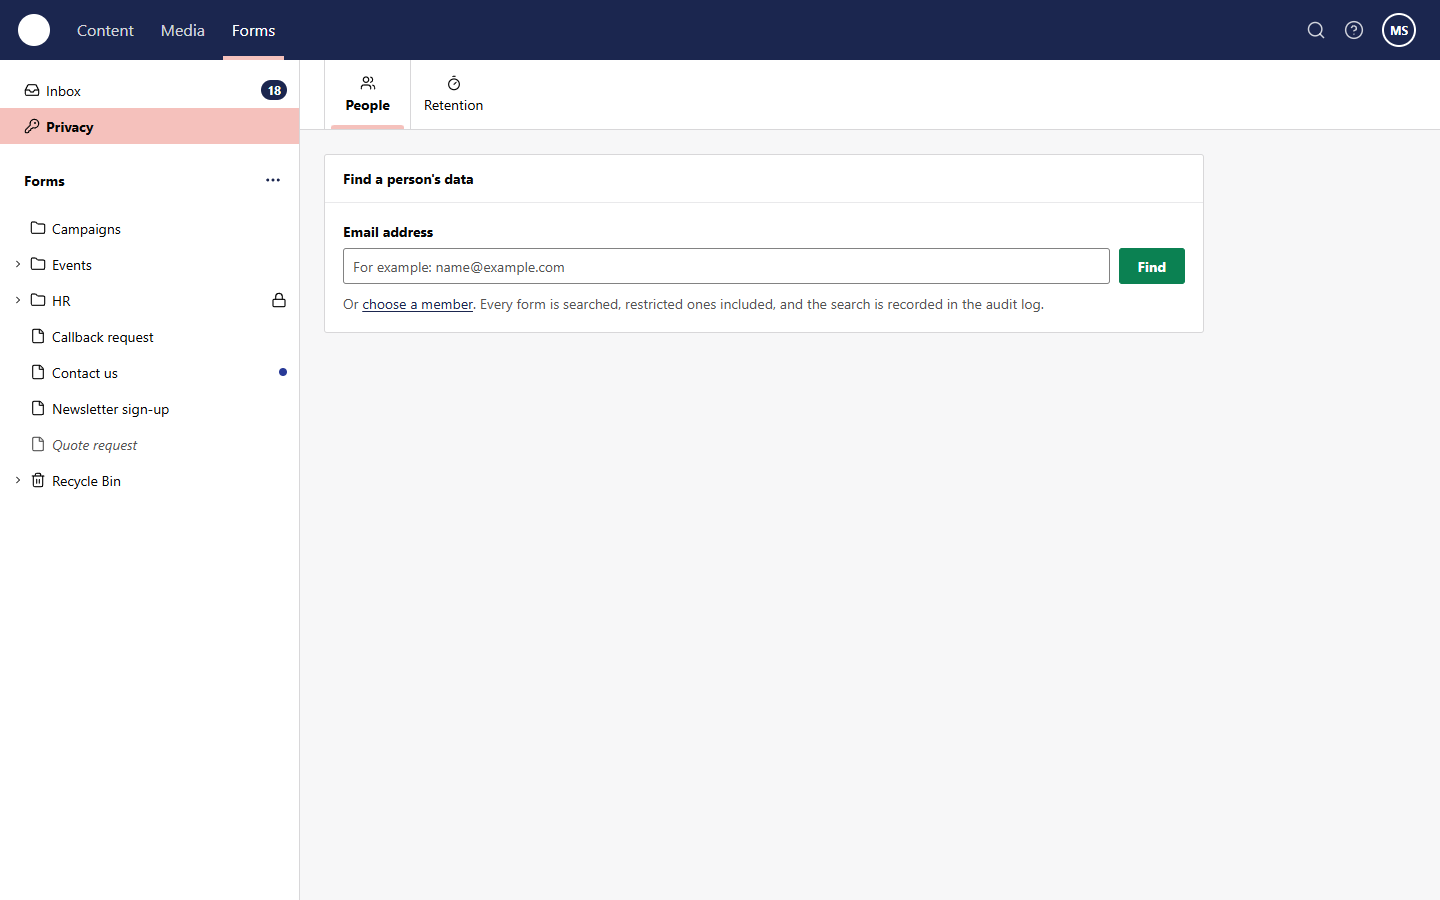 Content Media Forms MS
Inbox 18
Privacy
Forms
Campaigns
Events
HR
Callback request
Contact us
Newsletter sign-up
Quote request
Recycle Bin
People Retention
Find a person's data
Email address
For example: name@example.com Find
Or choose a member. Every form is searched, restricted ones included, and the search is recorded in the audit log.